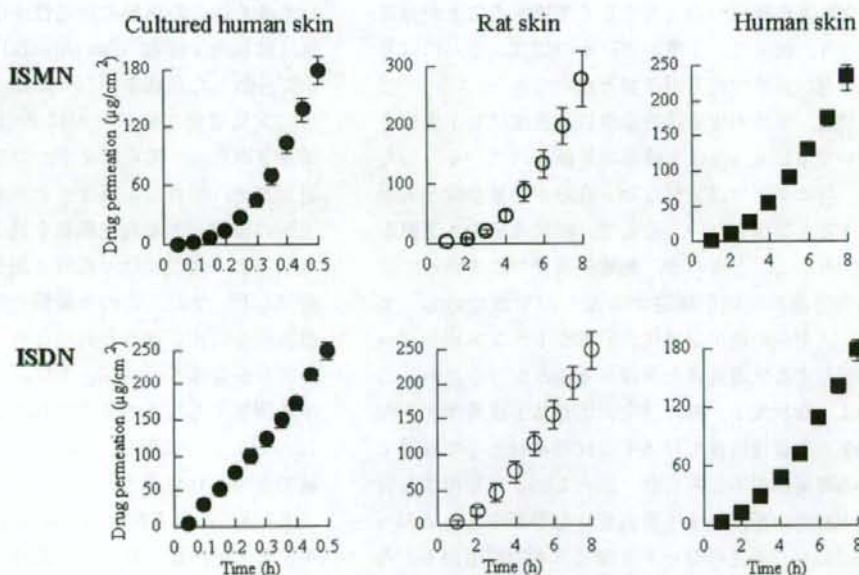 Cultured human skin Rat skin Human skin
ISMN
Drug permeation (µg/cm²)
180
120
60
0
0 0.1 0.2 0.3 0.4 0.5
300
200
100
0
0 2 4 6 8
250
200
150
100
50
0
0 2 4 6 8
ISDN
Drug permeation (µg/cm⁻²)
250
200
150
100
50
0
0 0.1 0.2 0.3 0.4 0.5
Time (h)
250
200
150
100
50
0
0 2 4 6 8
Time (h)
180
120
60
0
0 2 4 6 8
Time (h)